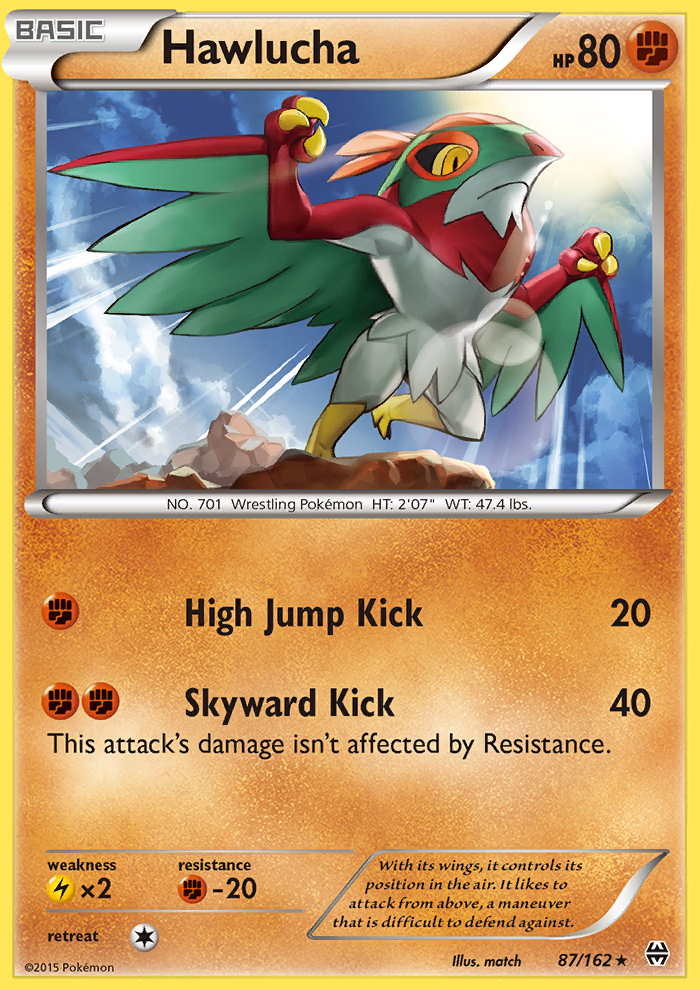 BASIC
Hawlucha
HP80
NO. 701 Wrestling Pokémon HT: 2'07" WT: 47.4 lbs.
High Jump Kick 20
Skyward Kick 40
This attack's damage isn't affected by Resistance.
weakness resistance
×2 -20
retreat
With its wings, it controls its
position in the air. It likes to
attack from above, a maneuver
that is difficult to defend against.
©2015 Pokémon
Illus. match 87/162 ★